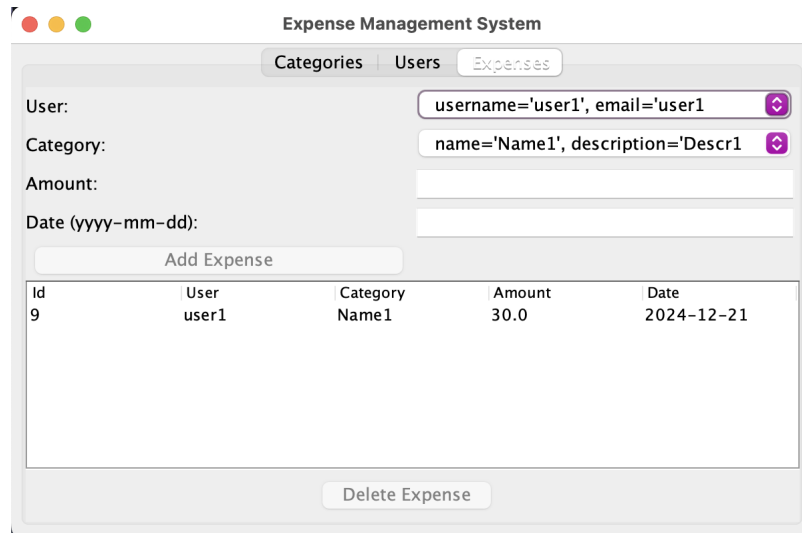 Expense Management System
Categories Users Expenses
User: username='user1', email='user1
Category: name='Name1', description='Descr1
Amount:
Date (yyyy-mm-dd):
Add Expense
Id User Category Amount Date
9 user1 Name1 30.0 2024-12-21
Delete Expense